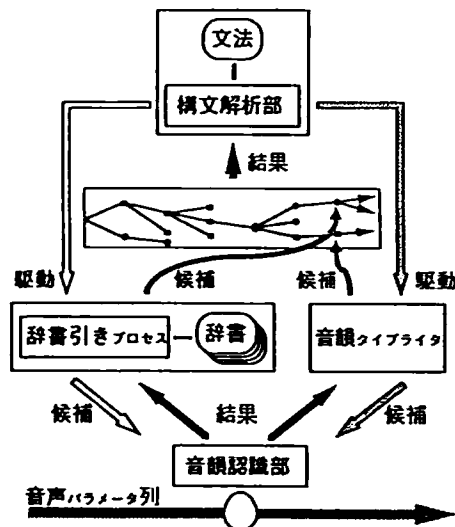 文法
構文解析部
結果
駆動
候補
候補
駆動
辞書引きプロセス
辞書
音韻タイプライタ
候補
結果
候補
音韻認識部
音声パラメータ列